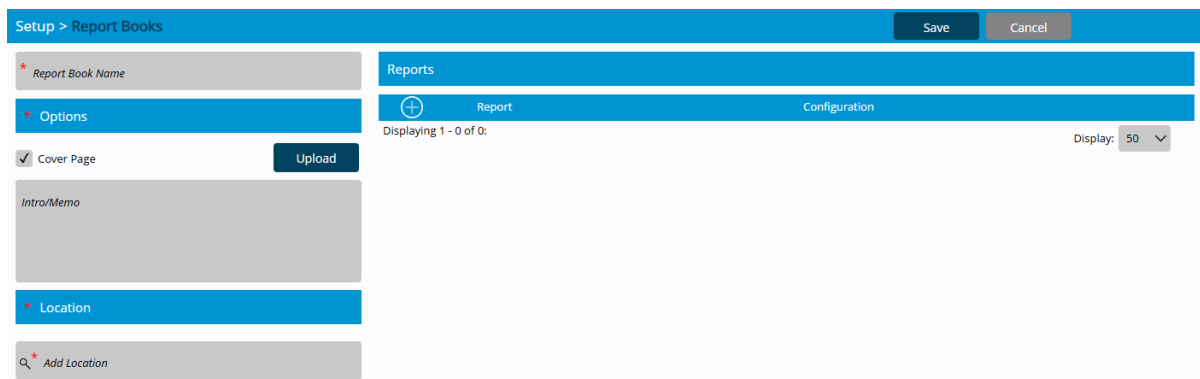 Setup > Report Books
Save
Cancel
* Report Book Name
* Options
Cover Page
Upload
Intro/Memo
* Location
* Add Location
Reports
Report
Configuration
Displaying 1 - 0 of 0:
Display: 50